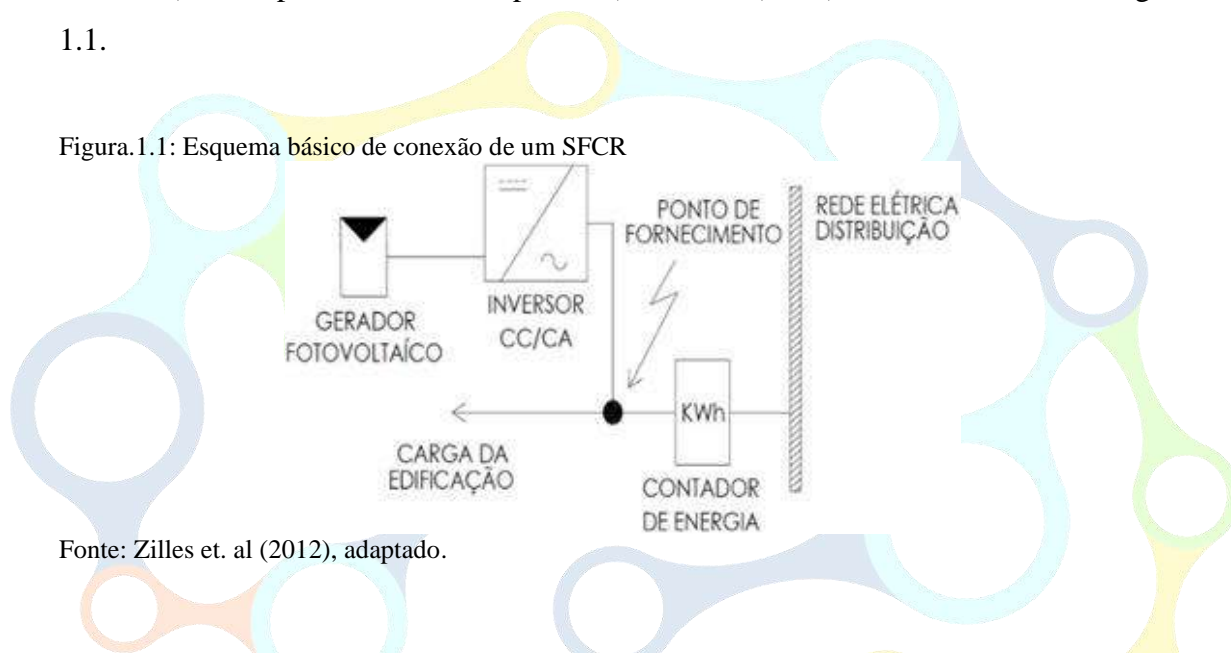 1.1.
Figura.1.1: Esquema básico de conexão de um SFCR
PONTO DE
FORNECIMENTO
REDE ELÉTRICA
DISTRIBUIÇÃO
INVERSOR
CC/CA
GERADOR
FOTOVOLTAÍCO
KWh
CARGA DA
EDIFICAÇÃO
CONTADOR
DE ENERGIA
Fonte: Zilles et. al (2012), adaptado.